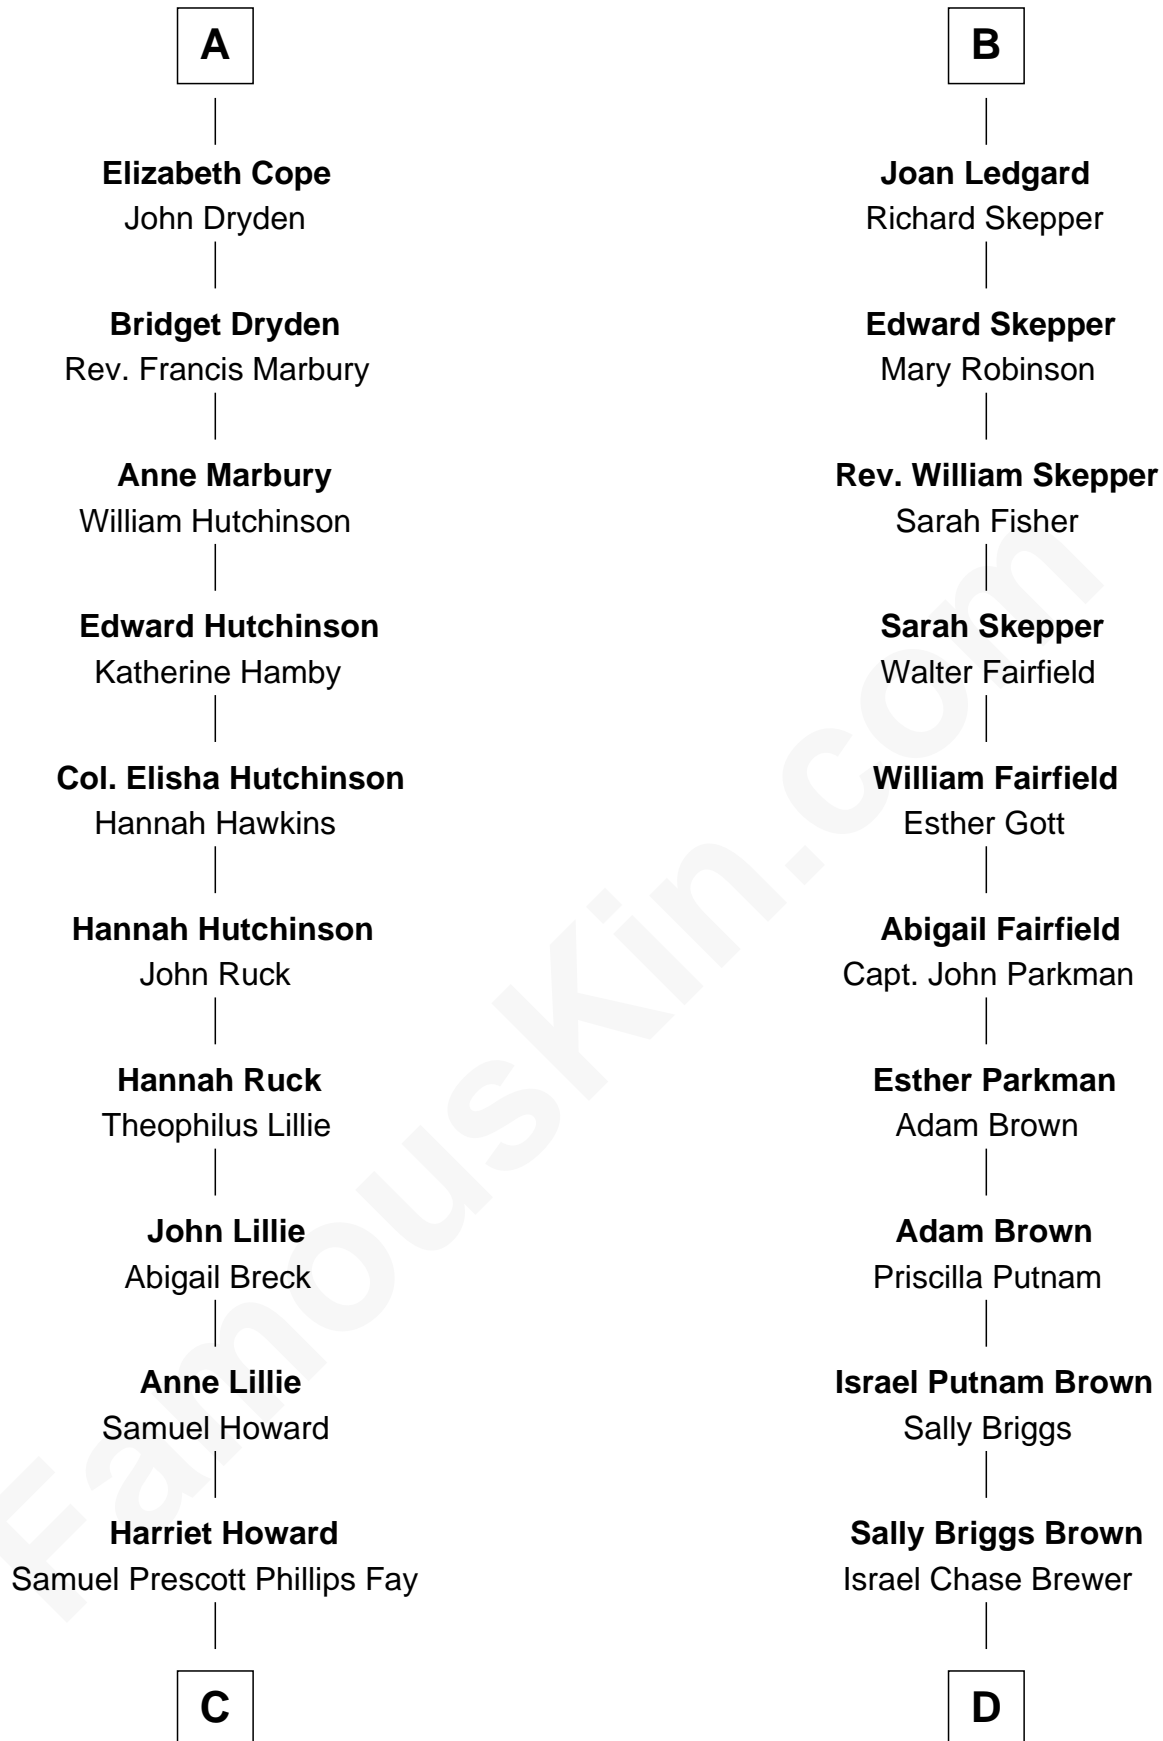 A
Elizabeth Cope
John Dryden
Bridget Dryden
Rev. Francis Marbury
Anne Marbury
William Hutchinson
Edward Hutchinson
Katherine Hamby
Col. Elisha Hutchinson
Hannah Hawkins
Hannah Hutchinson
John Ruck
Hannah Ruck
Theophilus Lillie
John Lillie
Abigail Breck
Anne Lillie
Samuel Howard
Harriet Howard
Samuel Prescott Phillips Fay
C
B
Joan Ledgard
Richard Skepper
Edward Skepper
Mary Robinson
Rev. William Skepper
Sarah Fisher
Sarah Skepper
Walter Fairfield
William Fairfield
Esther Gott
Abigail Fairfield
Capt. John Parkman
Esther Parkman
Adam Brown
Adam Brown
Priscilla Putnam
Israel Putnam Brown
Sally Briggs
Sally Briggs Brown
Israel Chase Brewer
D
FamousKin.com